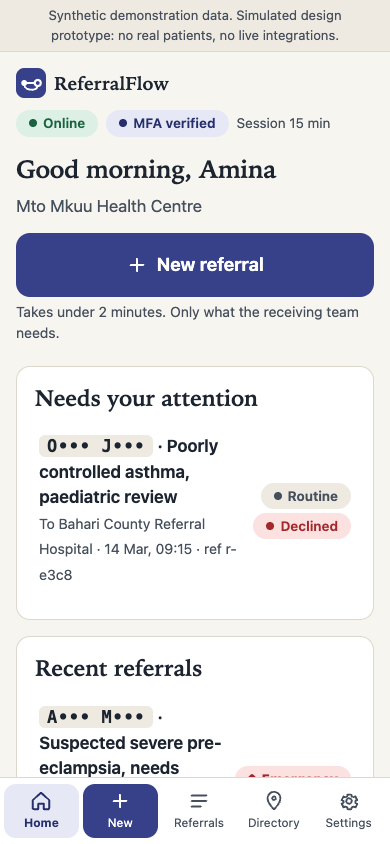 Synthetic demonstration data. Simulated design
prototype: no real patients, no live integrations.
ReferralFlow
Online
MFA verified
Session 15 min
Good morning, Amina
Mto Mkuu Health Centre
+ New referral
Takes under 2 minutes. Only what the receiving team
needs.
Needs your attention
O••• J••• · Poorly
controlled asthma,
paediatric review
To Bahari County Referral
Hospital · 14 Mar, 09:15 · ref r-
e3c8
Routine
Declined
Recent referrals
A••• M••• ·
Suspected severe pre-
eclampsia, needs
Home
New
Referrals
Directory
Settings